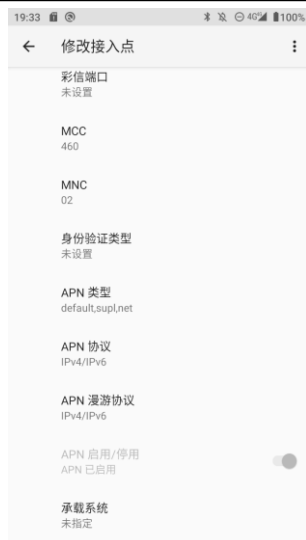 19:33 4G 100%
修改接入点
彩信端口
未设置
MCC
460
MNC
02
身份验证类型
未设置
APN 类型
default,supl,net
APN 协议
IPv4/IPv6
APN 漫游协议
IPv4/IPv6
APN 启用/停用
APN 已启用
承载系统
未指定